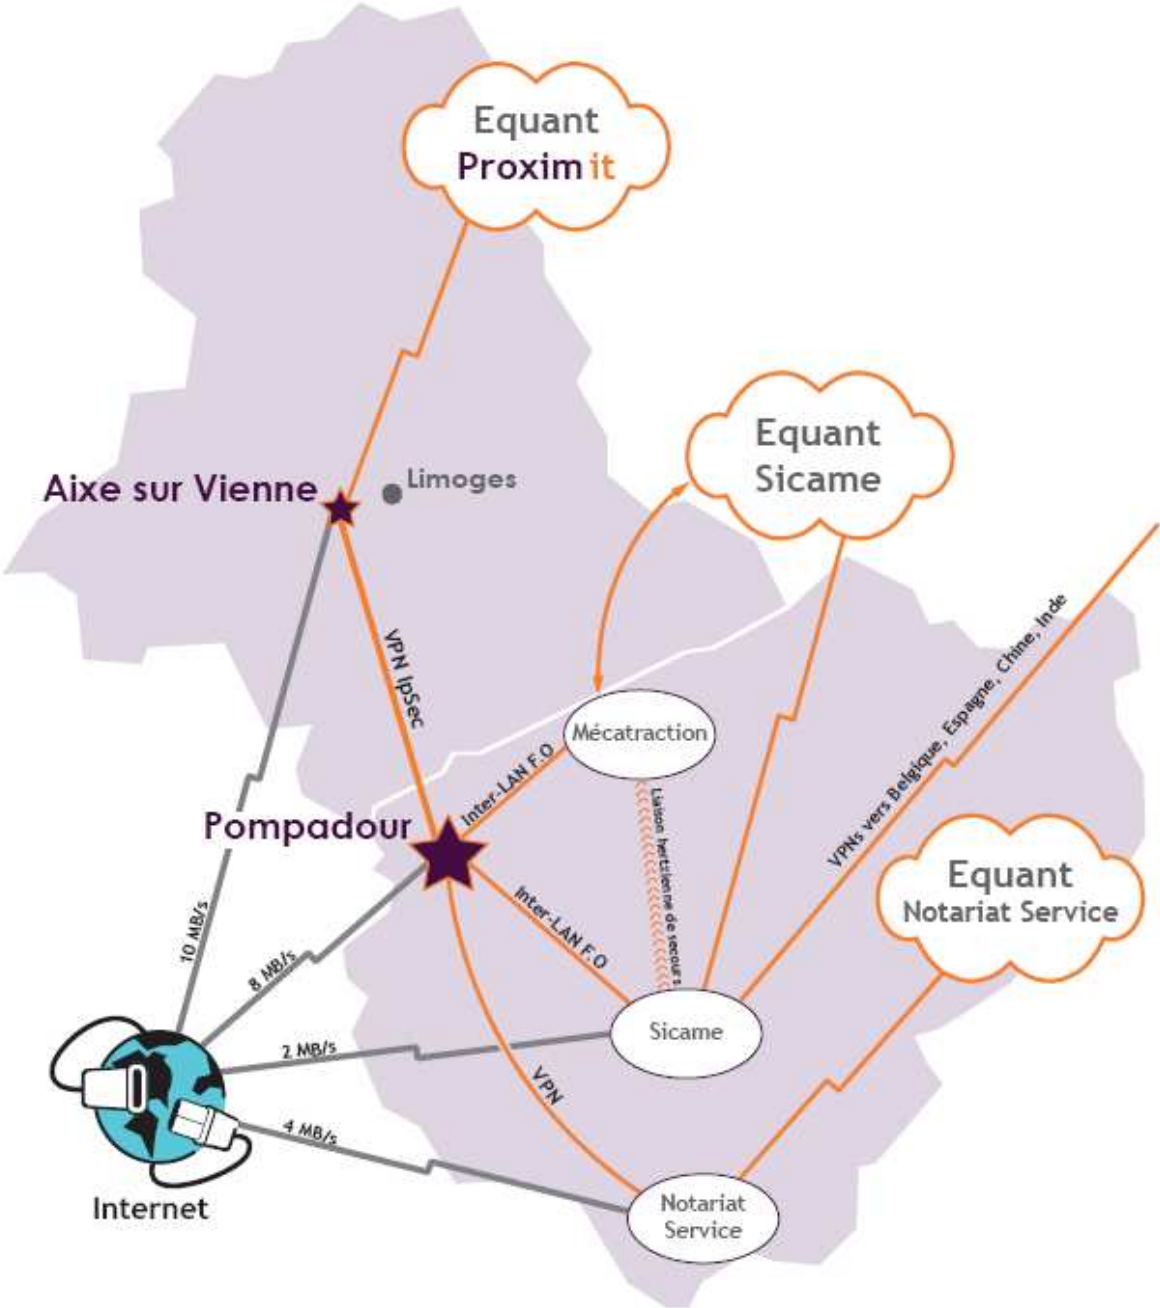 Equant
Proxim it
Equant
Sicame
Limoges
Aixe sur Vienne
VPN IpSec
VPNs vers Belgique, Espagne, Chine, Inde
Mécatraction
Inter-LAN F.O
Liaison hertzienne de secours
Pompadour
Equant
Notariat Service
Inter-LAN F.O
10 MB/s
8 MB/s
Sicame
2 MB/s
VPN
4 MB/s
Internet
Notariat
Service